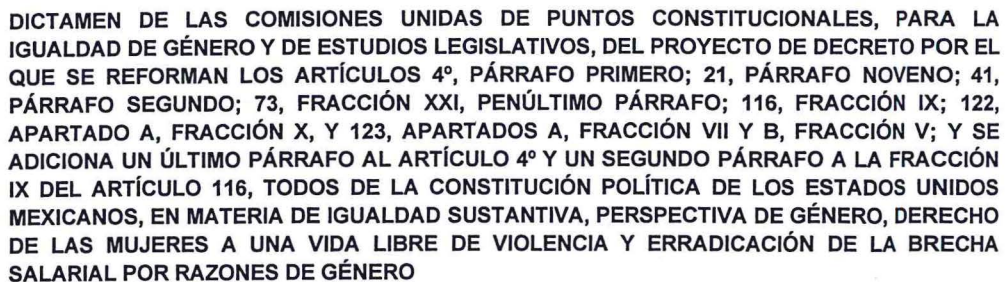 DICTAMEN DE LAS COMISIONES UNIDAS DE PUNTOS CONSTITUCIONALES, PARA LA
IGUALDAD DE GÉNERO Y DE ESTUDIOS LEGISLATIVOS, DEL PROYECTO DE DECRETO POR EL
QUE SE REFORMAN LOS ARTÍCULOS 4º, PÁRRAFO PRIMERO; 21, PÁRRAFO NOVENO; 41,
PÁRRAFO SEGUNDO; 73, FRACCIÓN XXI, PENÚLTIMO PÁRRAFO; 116, FRACCIÓN IX; 122,
APARTADO A, FRACCIÓN X, Y 123, APARTADOS A, FRACCIÓN VII Y B, FRACCIÓN V; Y SE
ADICIONA UN ÚLTIMO PÁRRAFO AL ARTÍCULO 4º Y UN SEGUNDO PÁRRAFO A LA FRACCIÓN
IX DEL ARTÍCULO 116, TODOS DE LA CONSTITUCIÓN POLÍTICA DE LOS ESTADOS UNIDOS
MEXICANOS, EN MATERIA DE IGUALDAD SUSTANTIVA, PERSPECTIVA DE GÉNERO, DERECHO
DE LAS MUJERES A UNA VIDA LIBRE DE VIOLENCIA Y ERRADICACIÓN DE LA BRECHA
SALARIAL POR RAZONES DE GÉNERO